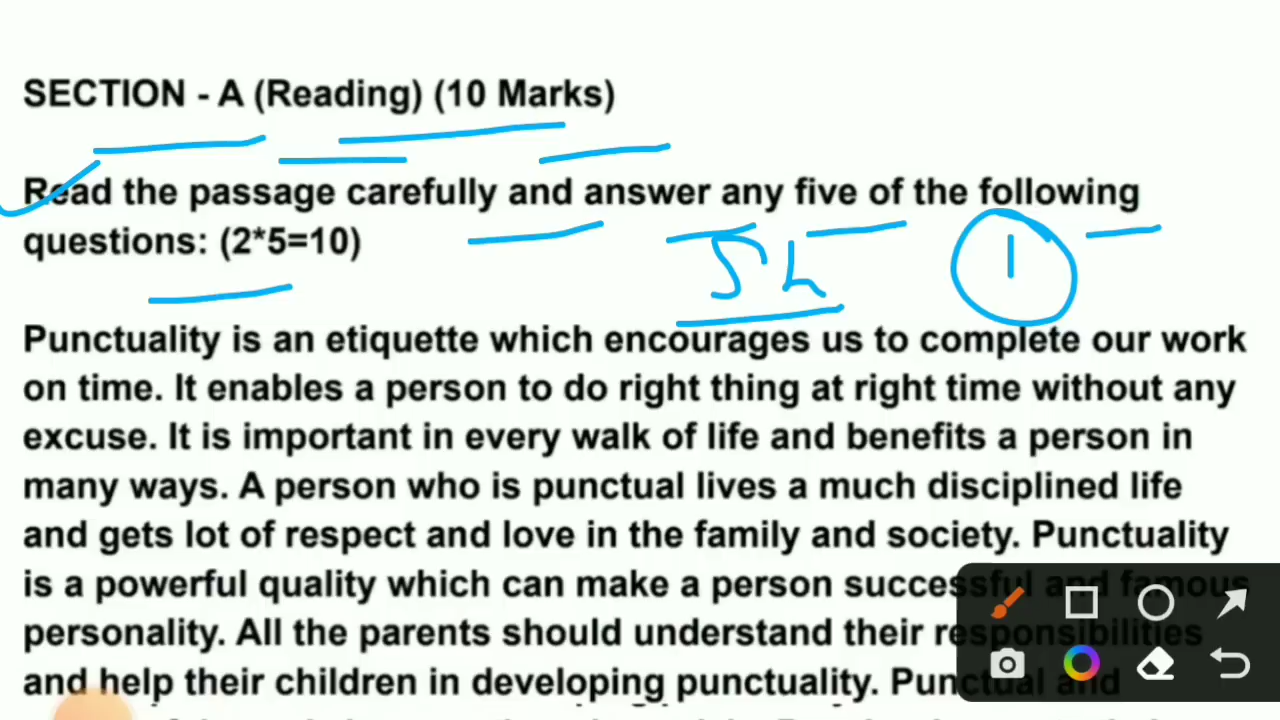 SECTION - A (Reading) (10 Marks)
Read the passage carefully and answer any five of the following
questions: (2*5=10)
1
Punctuality is an etiquette which encourages us to complete our work
on time. It enables a person to do right thing at right time without any
excuse. It is important in every walk of life and benefits a person in
many ways. A person who is punctual lives a much disciplined life
and gets lot of respect and love in the family and society. Punctuality
is a powerful quality which can make a person successful and famous
personality. All the parents should understand their responsibilities
and help their children in developing punctuality. Punctual and